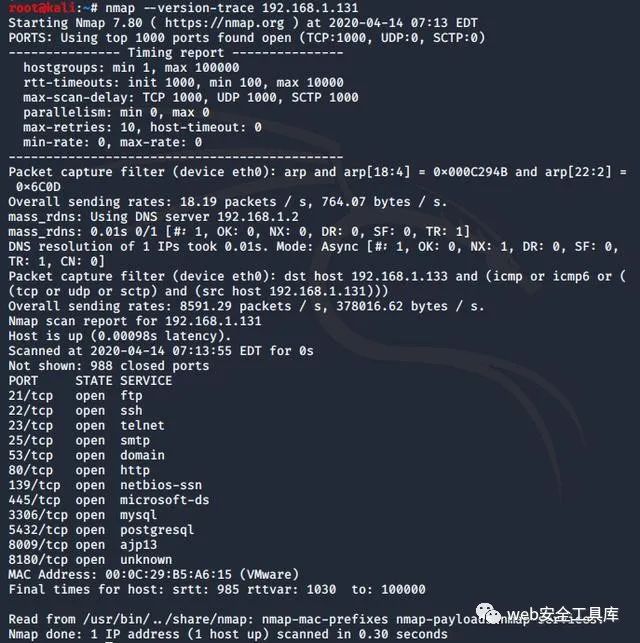 root@kali:~# nmap --version-trace 192.168.1.131
Starting Nmap 7.80 ( https://nmap.org ) at 2020-04-14 07:13 EDT
PORTS: Using top 1000 ports found open (TCP:1000, UDP:0, SCTP:0)
--------------- Timing report ---------------
  hostgroups: min 1, max 100000
  rtt-timeouts: init 1000, min 100, max 10000
  max-scan-delay: TCP 1000, UDP 1000, SCTP 1000
  parallelism: min 0, max 0
  max-retries: 10, host-timeout: 0
  min-rate: 0, max-rate: 0
---------------------------------------------
Packet capture filter (device eth0): arp and arp[18:4] = 0x000C294B and arp[22:2] =
 0x6C0D
Overall sending rates: 18.19 packets / s, 764.07 bytes / s.
mass_rdns: Using DNS server 192.168.1.2
mass_rdns: 0.01s 0/1 [#: 1, OK: 0, NX: 0, DR: 0, SF: 0, TR: 1]
DNS resolution of 1 IPs took 0.01s. Mode: Async [#: 1, OK: 0, NX: 1, DR: 0, SF: 0,
TR: 1, CN: 0]
Packet capture filter (device eth0): dst host 192.168.1.133 and (icmp or icmp6 or (
(tcp or udp or sctp) and (src host 192.168.1.131)))
Overall sending rates: 8591.29 packets / s, 378016.62 bytes / s.
Nmap scan report for 192.168.1.131
Host is up (0.00098s latency).
Scanned at 2020-04-14 07:13:55 EDT for 0s
Not shown: 988 closed ports
PORT     STATE SERVICE
21/tcp   open  ftp
22/tcp   open  ssh
23/tcp   open  telnet
25/tcp   open  smtp
53/tcp   open  domain
80/tcp   open  http
139/tcp  open  netbios-ssn
445/tcp  open  microsoft-ds
3306/tcp open  mysql
5432/tcp open  postgresql
8009/tcp open  ajp13
8180/tcp open  unknown
MAC Address: 00:0C:29:B5:A6:15 (VMware)
Final times for host: srtt: 985 rttvar: 1030  to: 100000

Read from /usr/bin/../share/nmap: nmap-mac-prefixes nmap-payloads nmap-services.
web安全工具库
Nmap done: 1 IP address (1 host up) scanned in 0.30 seconds